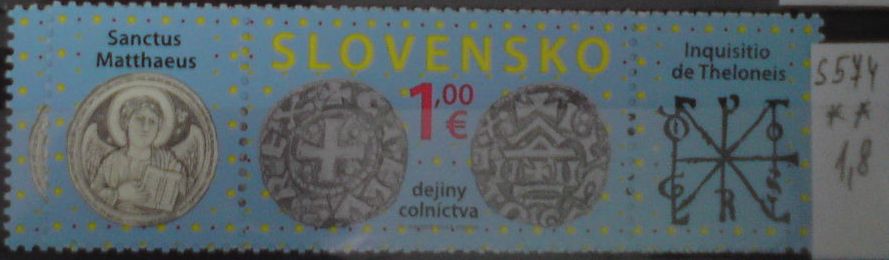 Sanctus
Matthaeus
SLOVENSKO
1,00
€
dejiny
colníctva
Inquisitio
de Theloneis
S574
**
1,8